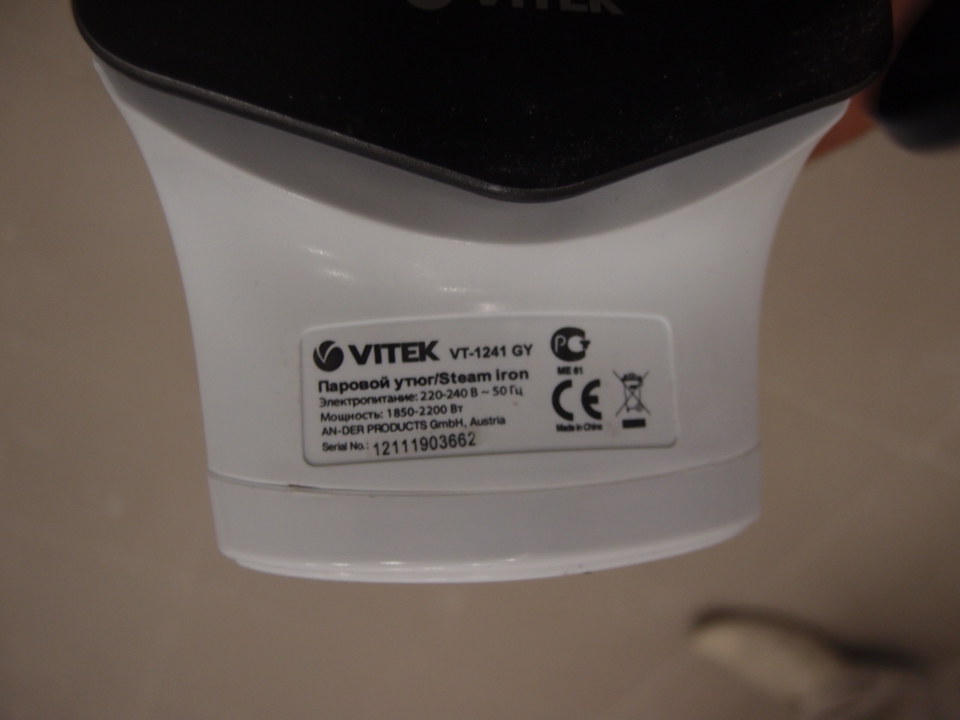 VITEK
VITEK VT-1241 GY
Паровой утюг/Steam iron
Электропитание: 220-240 В ~ 50 Гц
Мощность: 1850-2200 Вт
AN-DER PRODUCTS GmbH, Austria
Serial No.: 12111903662
ME 61
CE
Made in China